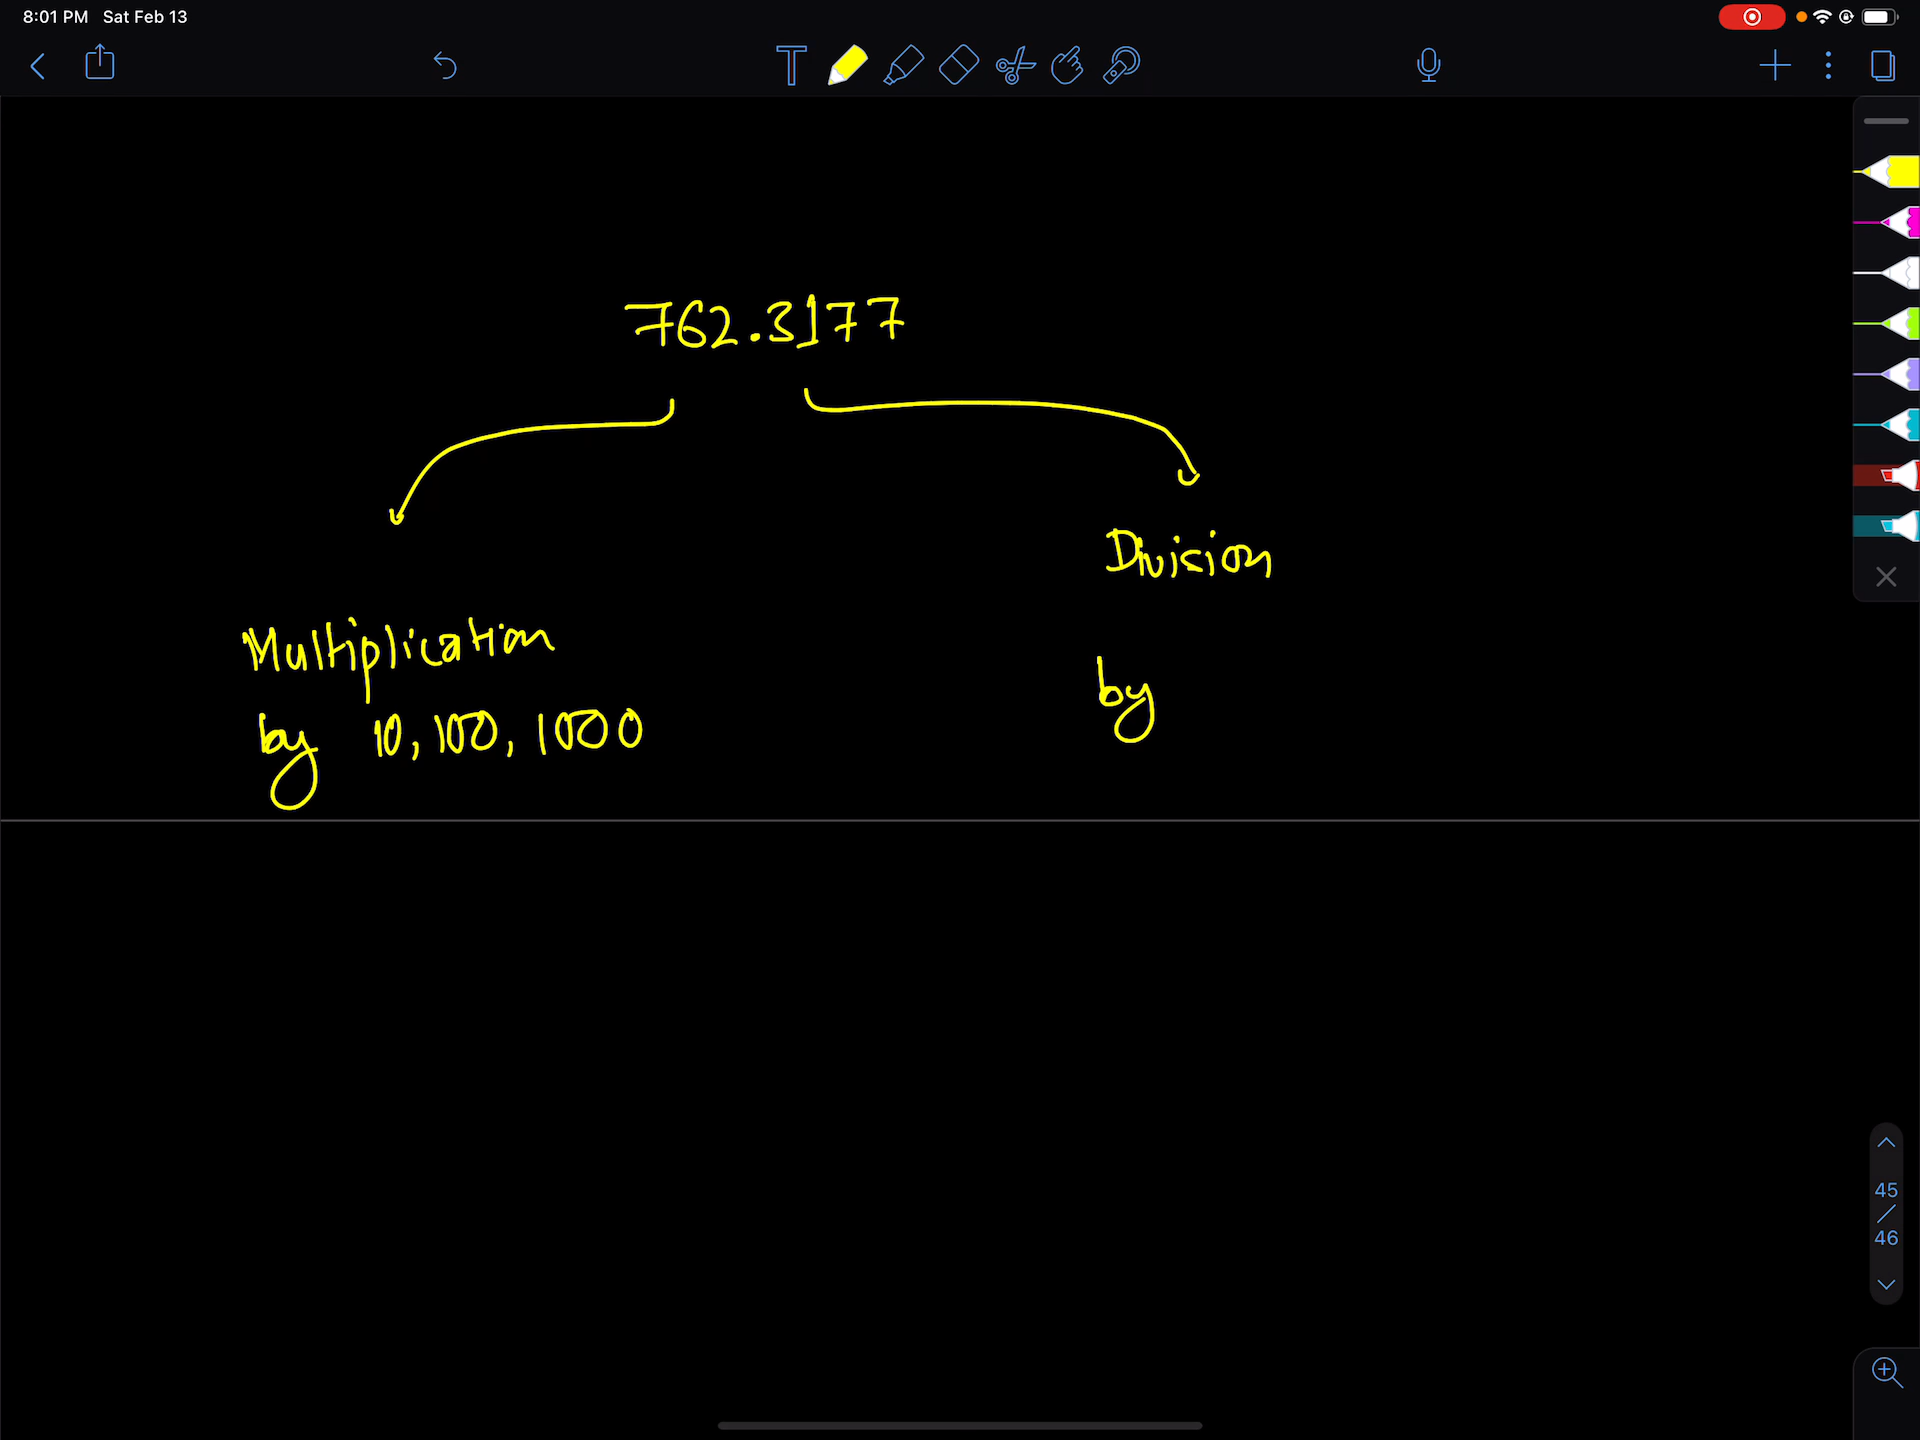 8:01 PM Sat Feb 13
762.3177
Division
Multiplication
by
by 10, 100, 1000
45
/
46